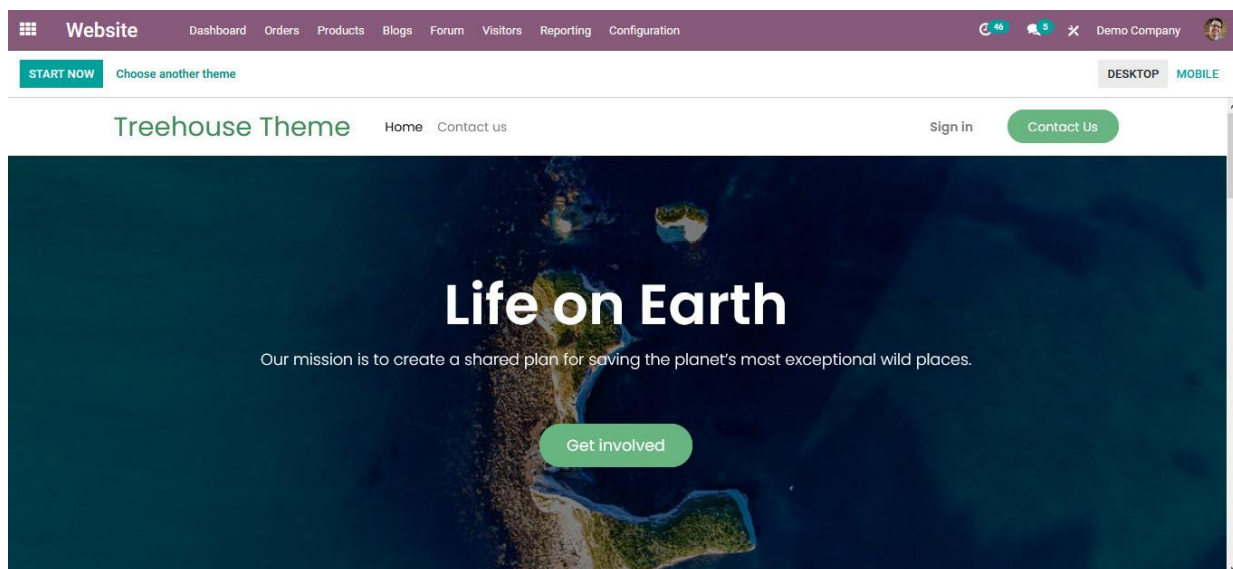 Website Dashboard Orders Products Blogs Forum Visitors Reporting Configuration 46 5 Demo Company
START NOW Choose another theme DESKTOP MOBILE
Treehouse Theme Home Contact us Sign in Contact Us
Life on Earth
Our mission is to create a shared plan for saving the planet's most exceptional wild places.
Get involved